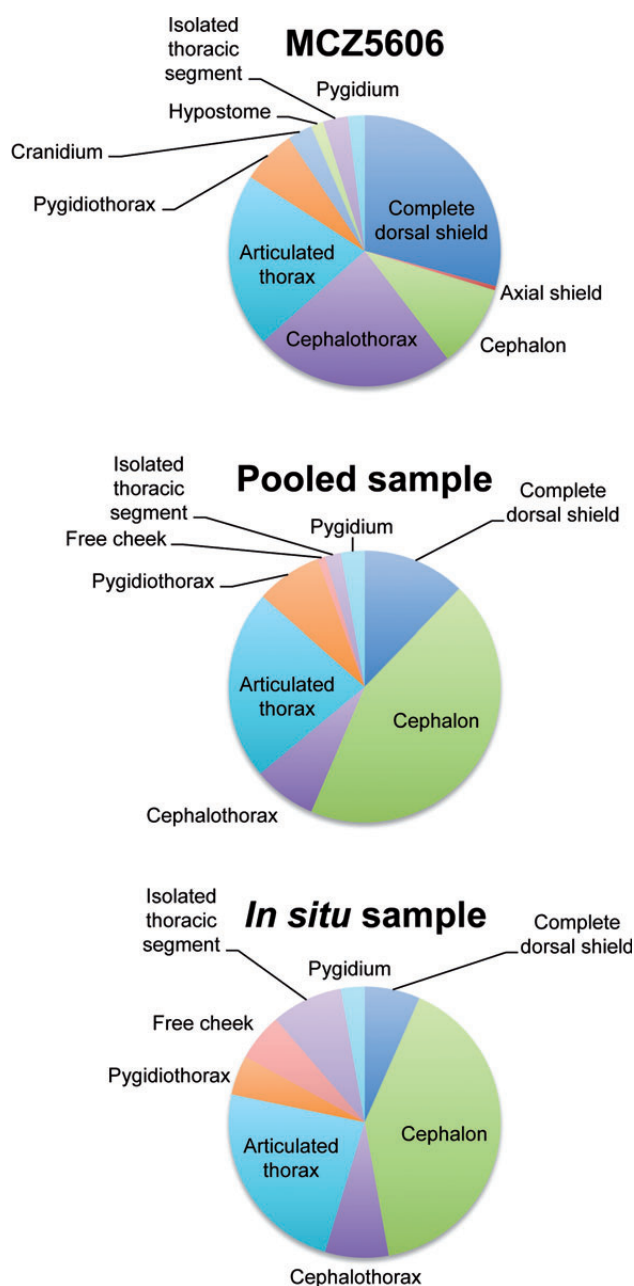 MCZ5606
Isolated
thoracic
segment
Pygidium
Hypostome
Cranidium
Pygidiothorax
Complete
dorsal shield
Articulated
thorax
Axial shield
Cephalothorax
Cephalon
Pooled sample
Isolated
thoracic
segment
Complete
dorsal shield
Pygidium
Free cheek
Pygidiothorax
Articulated
thorax
Cephalon
Cephalothorax
In situ sample
Isolated
thoracic
segment
Complete
dorsal shield
Pygidium
Free cheek
Pygidiothorax
Cephalon
Articulated
thorax
Cephalothorax